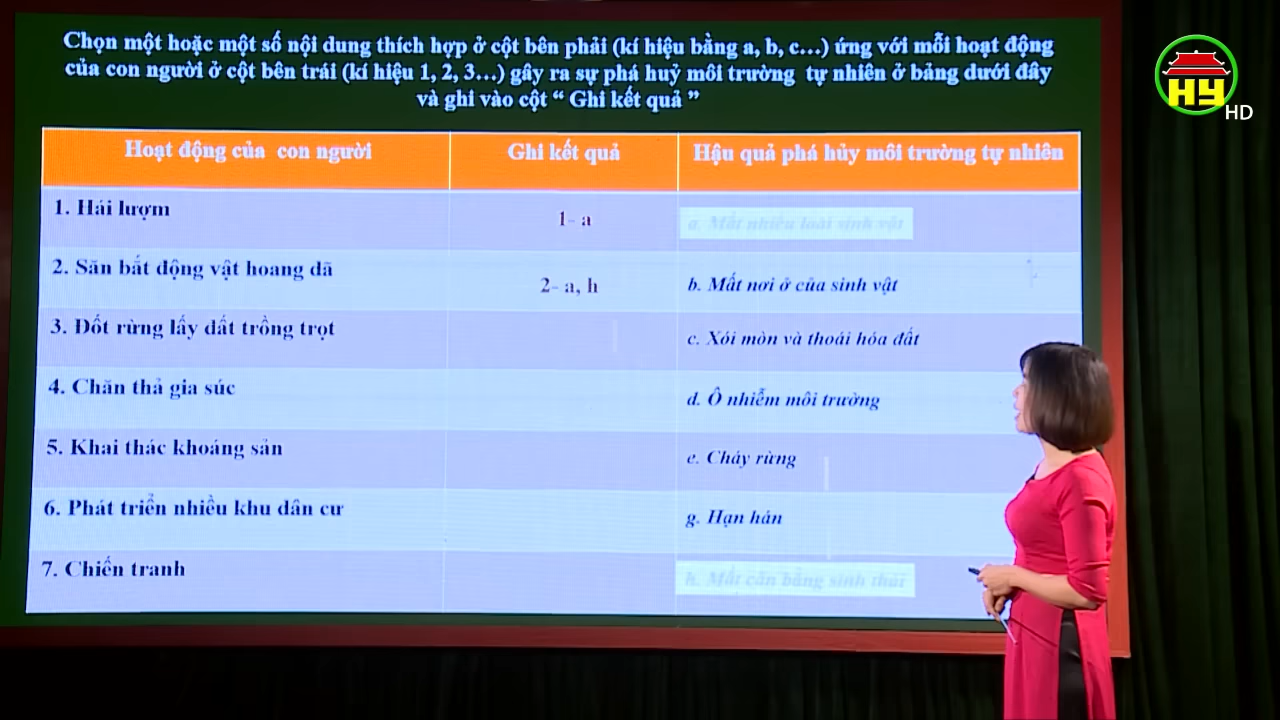 Chọn một hoặc một số nội dung thích hợp ở cột bên phải (kí hiệu bằng a, b, c...) ứng với mỗi hoạt động
của con người ở cột bên trái (kí hiệu 1, 2, 3...) gây ra sự phá huỷ môi trường tự nhiên ở bảng dưới đây
và ghi vào cột “ Ghi kết quả ”
HY
HD
Hoạt động của con người
Ghi kết quả
Hậu quả phá hủy môi trường tự nhiên
1. Hái lượm
1- a
a. Mất nhiều loài sinh vật
2. Săn bắt động vật hoang dã
2- a, h
b. Mất nơi ở của sinh vật
3. Đốt rừng lấy đất trồng trọt
c. Xói mòn và thoái hóa đất
4. Chăn thả gia súc
d. Ô nhiễm môi trường
5. Khai thác khoáng sản
e. Cháy rừng
6. Phát triển nhiều khu dân cư
g. Hạn hán
7. Chiến tranh
h. Mất cân bằng sinh thái